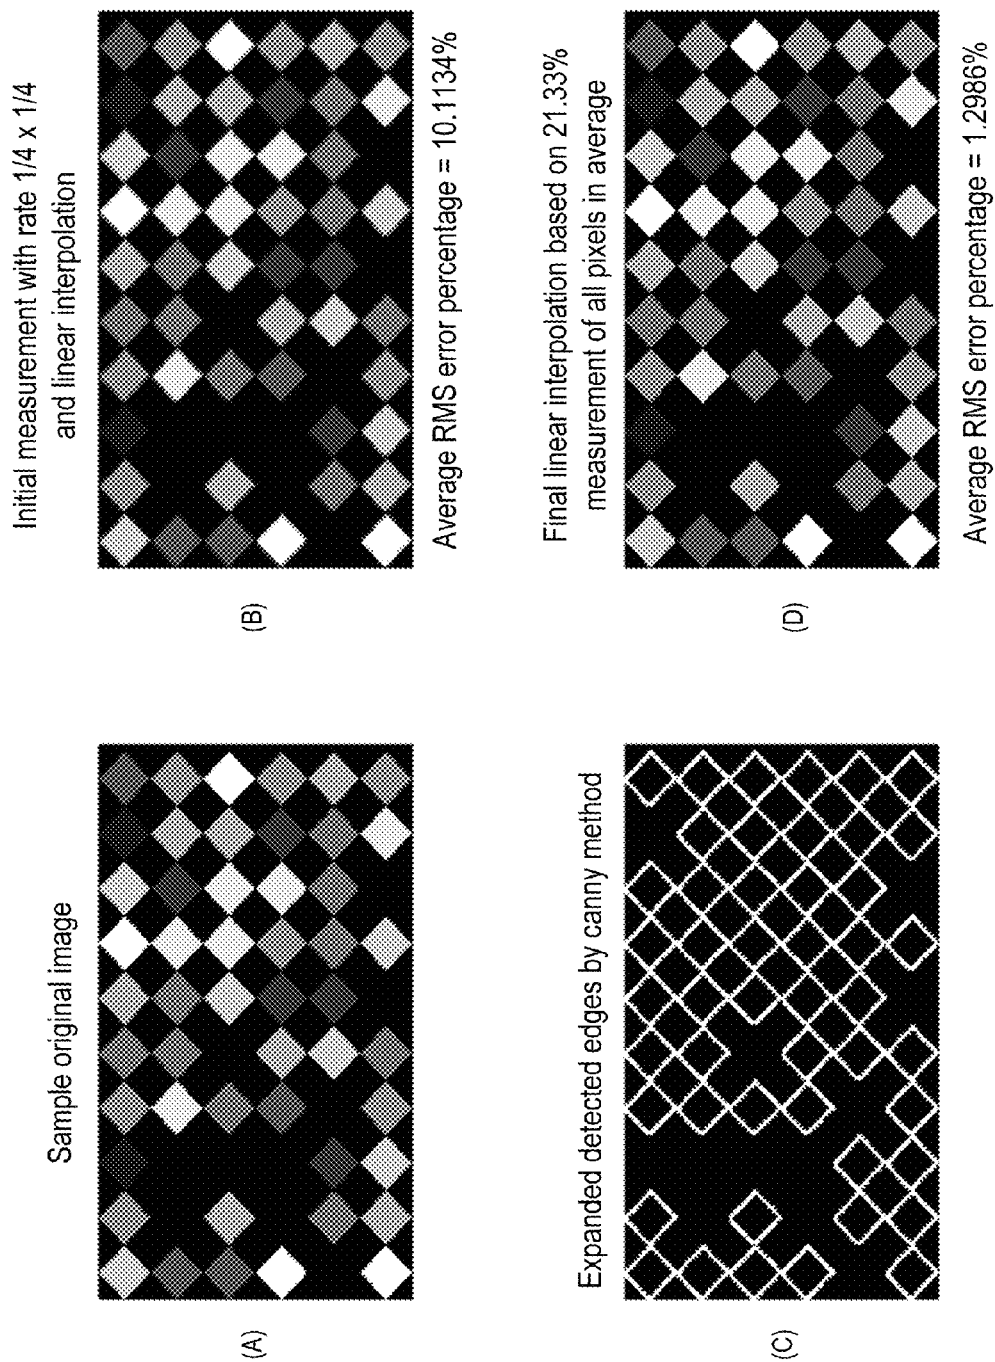 Sample original image
(A)
Initial measurement with rate 1/4 x 1/4
and linear interpolation
(B)
Average RMS error percentage = 10.1134%
Expanded detected edges by canny method
(C)
Final linear interpolation based on 21.33%
measurement of all pixels in average
(D)
Average RMS error percentage = 1.2986%